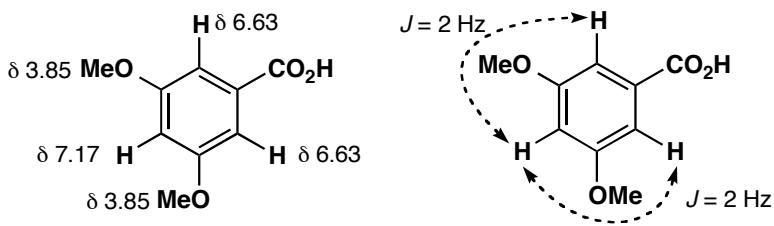 H δ 6.63
δ 3.85 MeO
CO₂H
δ 7.17 H
H δ 6.63
δ 3.85 MeO
J = 2 Hz
H
MeO
CO₂H
H
H
OMe
J = 2 Hz